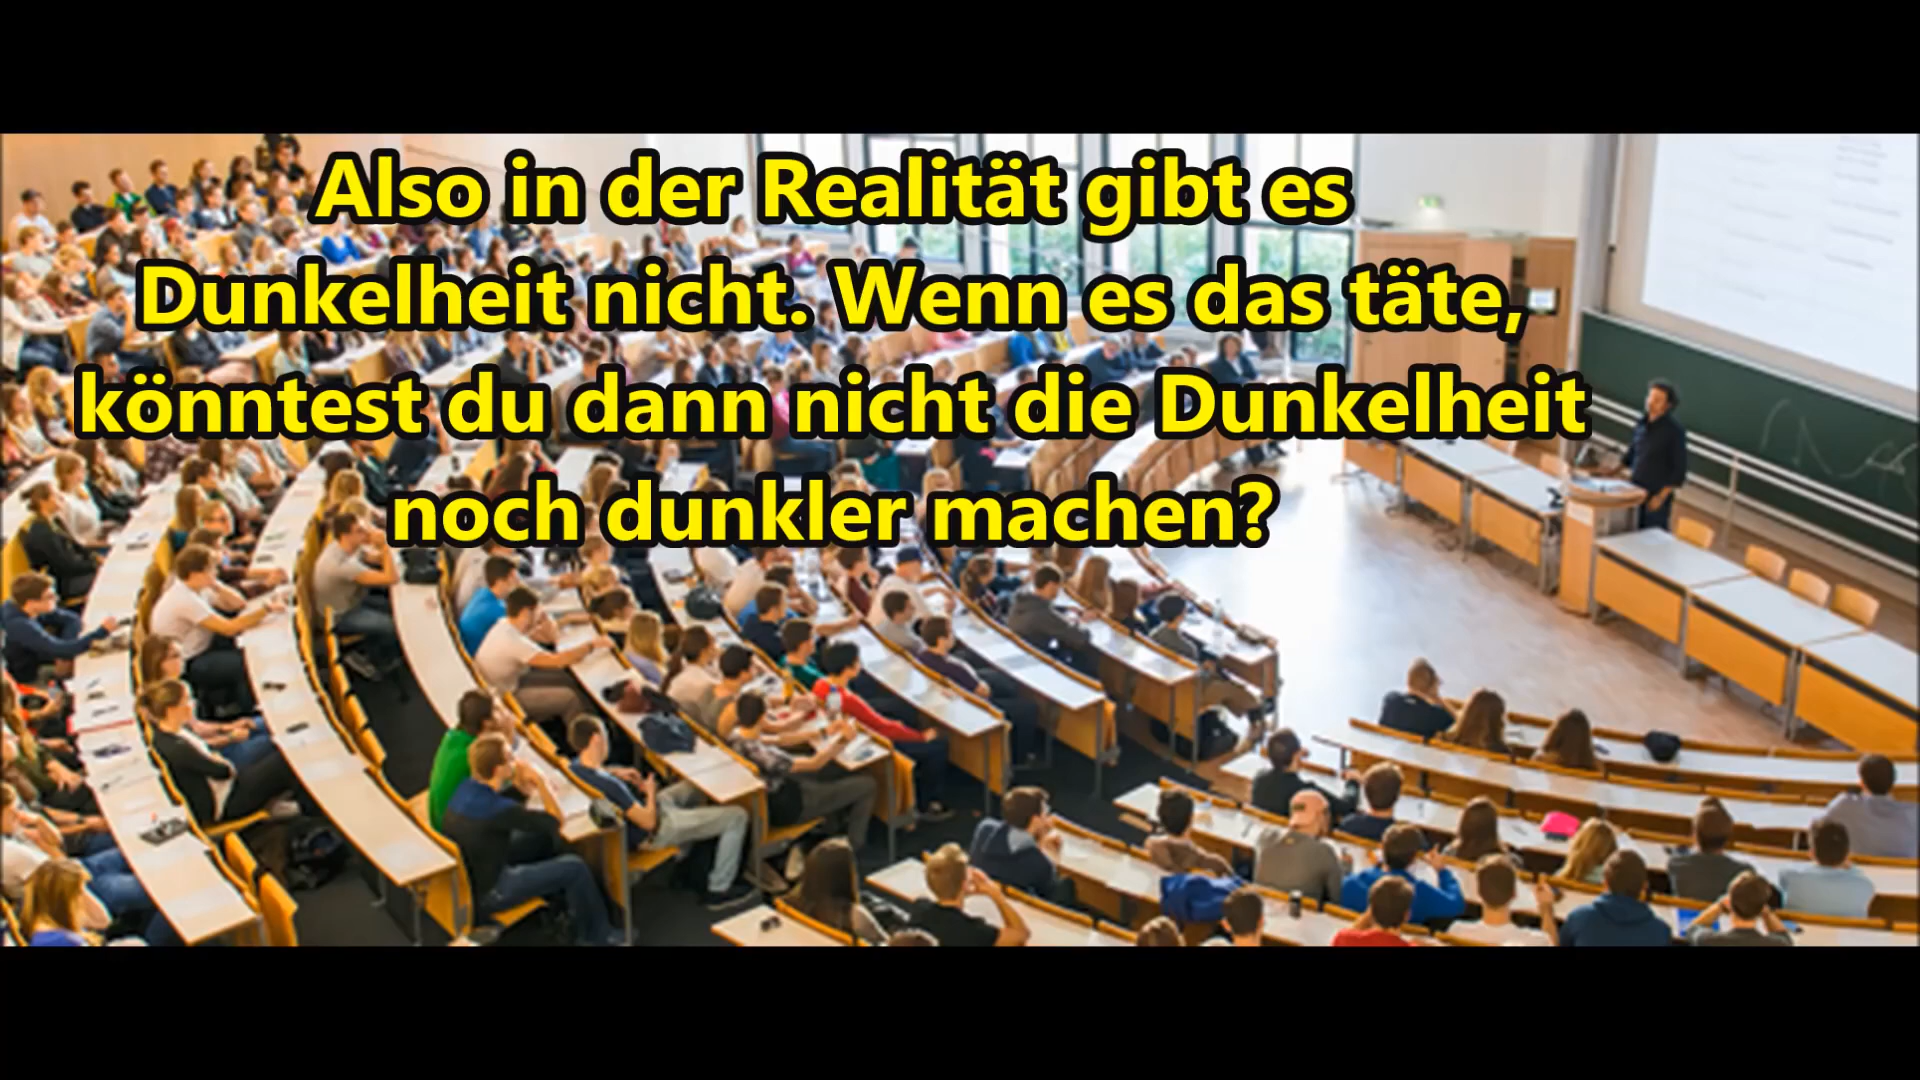 Also in der Realität gibt es
Dunkelheit nicht. Wenn es das täte,
könntest du dann nicht die Dunkelheit
noch dunkler machen?